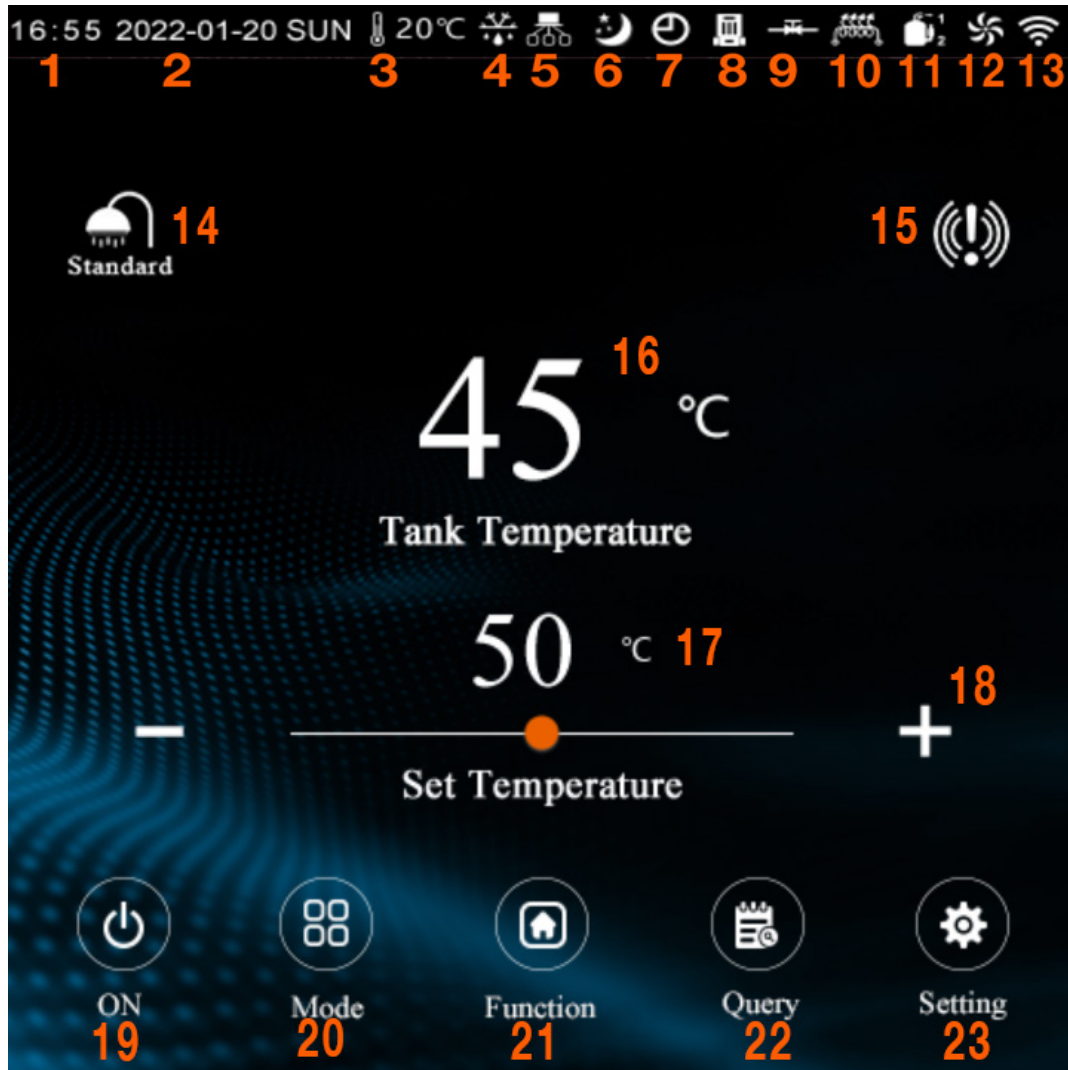 16:55 2022-01-20 SUN 20℃
1 2 3 4 5 6 7 8 9 10 11 12 13
14 15
Standard
45 ℃ 16
Tank Temperature
50 ℃ 17
18
− +
Set Temperature
ON Mode Function Query Setting
19 20 21 22 23